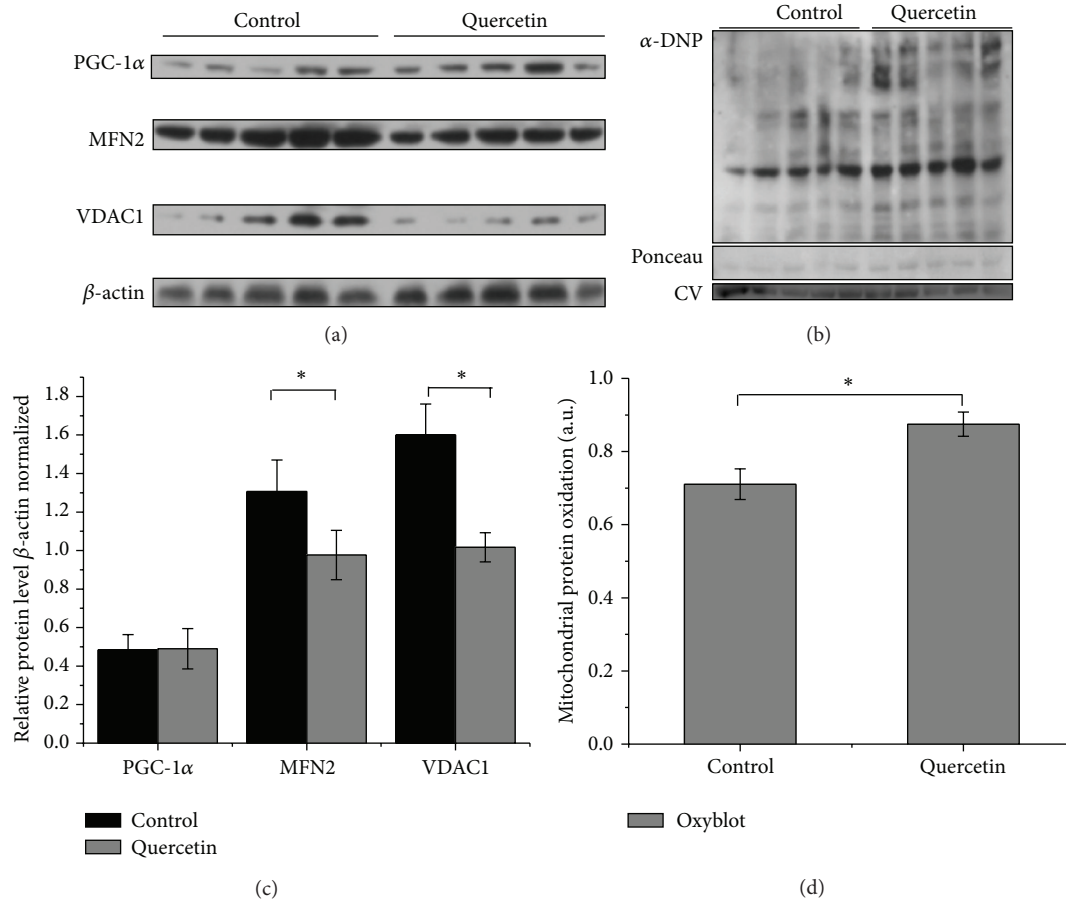 Control Quercetin
PGC-1α
MFN2
VDAC1
β-actin
(a)
Control Quercetin
α-DNP
Ponceau
CV
(b)
Relative protein level β-actin normalized
1.8
1.6
1.4
1.2
1.0
0.8
0.6
0.4
0.2
0.0
* *
PGC-1α MFN2 VDAC1
Control
Quercetin
(c)
Mitochondrial protein oxidation (a.u.)
1.0
0.8
0.6
0.4
0.2
0.0
*
Control Quercetin
Oxyblot
(d)